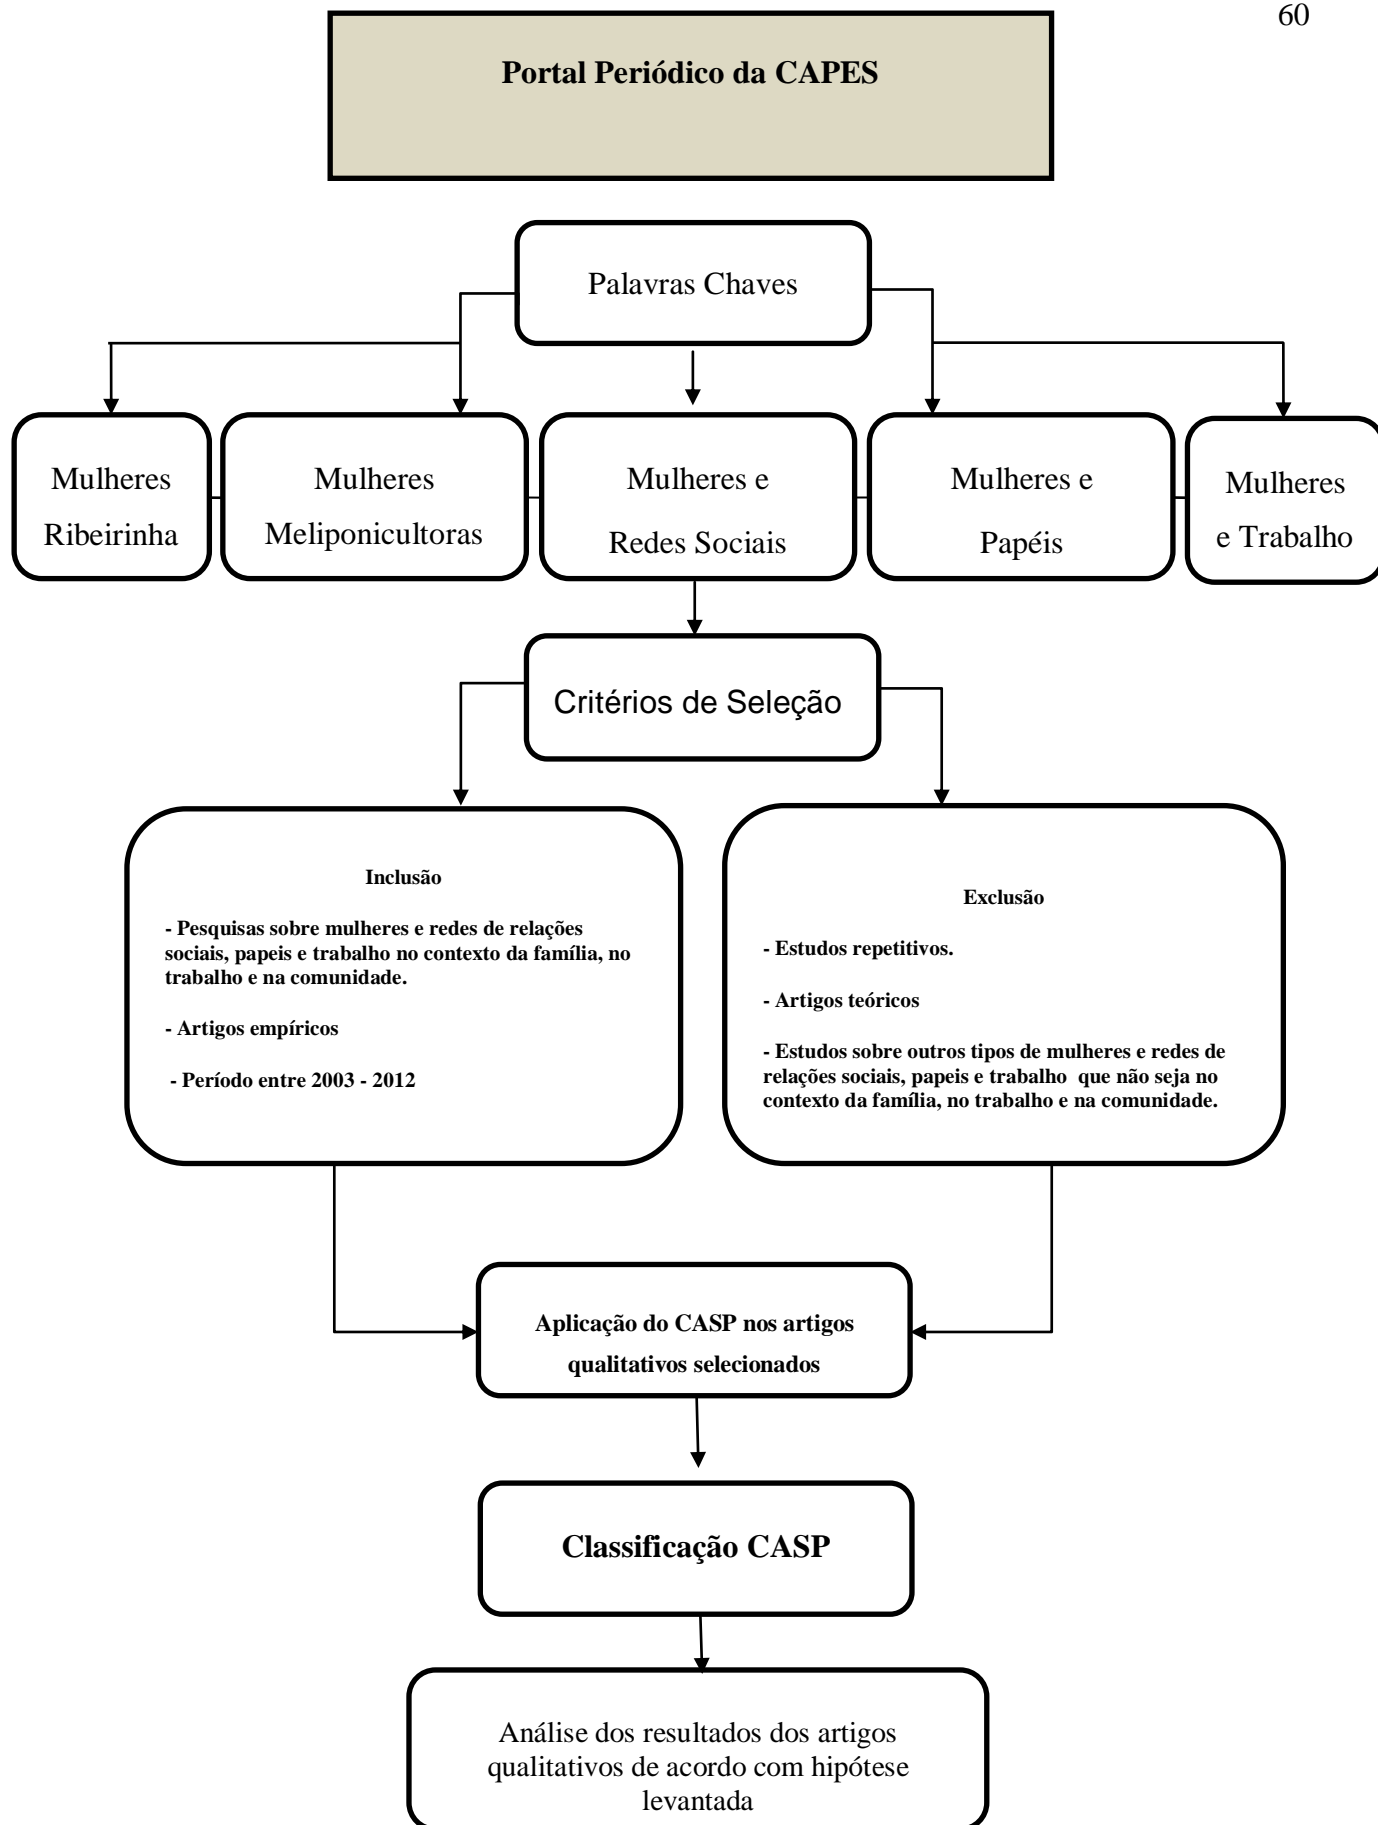 60
Portal Periódico da CAPES
Palavras Chaves
Mulheres
Ribeirinha
Mulheres
Meliponicultoras
Mulheres e
Redes Sociais
Mulheres e
Papéis
Mulheres
e Trabalho
Critérios de Seleção
Inclusão
- Pesquisas sobre mulheres e redes de relações
sociais, papeis e trabalho no contexto da família, no
trabalho e na comunidade.
- Artigos empíricos
- Período entre 2003 - 2012
Exclusão
- Estudos repetitivos.
- Artigos teóricos
- Estudos sobre outros tipos de mulheres e redes de
relações sociais, papeis e trabalho que não seja no
contexto da família, no trabalho e na comunidade.
Aplicação do CASP nos artigos
qualitativos selecionados
Classificação CASP
Análise dos resultados dos artigos
qualitativos de acordo com hipótese
levantada